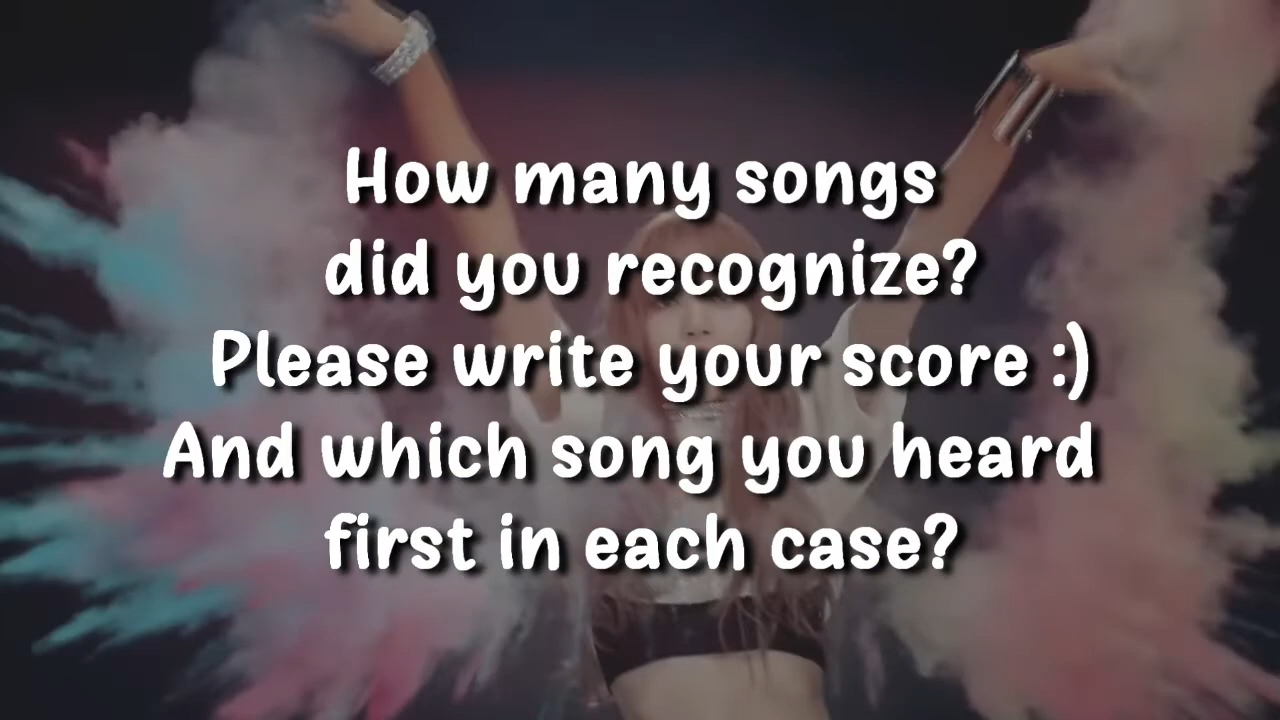 How many songs
did you recognize?
Please write your score :)
And which song you heard
first in each case?